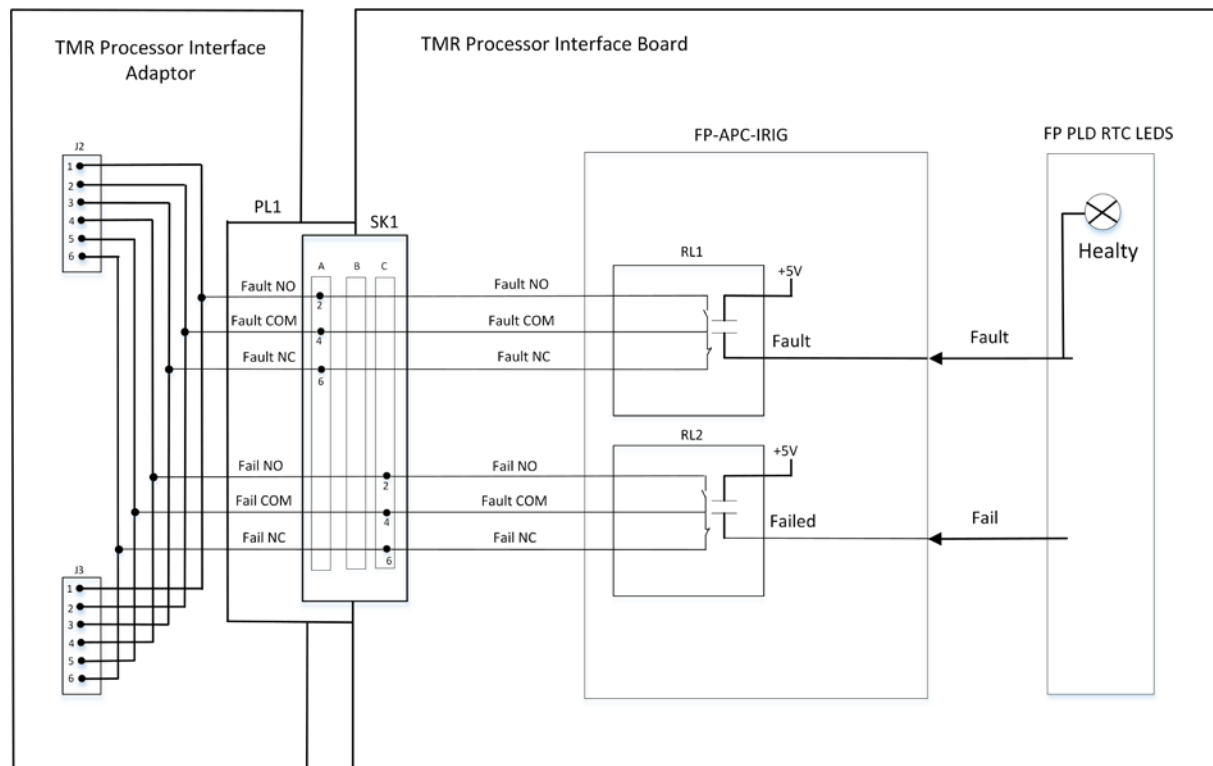 TMR Processor Interface
Adaptor
TMR Processor Interface Board
FP-APC-IRIG
FP PLD RTC LEDS
J2
1
2
3
4
5
6
PL1
SK1
A
B
C
Healty
RL1
+5V
Fault NO
2
Fault NO
Fault COM
4
Fault COM
Fault
Fault
Fault NC
6
Fault NC
RL2
+5V
Fail NO
2
Fail NO
Fail COM
4
Fault COM
Failed
Fail
Fail NC
6
Fail NC
J3
1
2
3
4
5
6